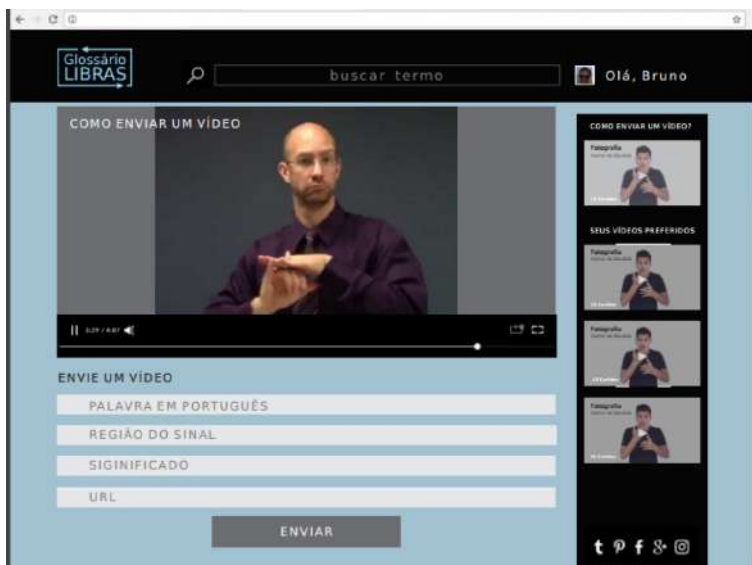 Glossário
LIBRAS
buscar termo
Olá, Bruno
COMO ENVIAR UM VÍDEO
ENVIE UM VÍDEO
PALAVRA EM PORTUGUÊS
REGIÃO DO SINAL
SIGINIFICADO
URL
ENVIAR
COMO ENVIAR UM VÍDEO?
Fotografia
SEUS VÍDEOS PREFERIDOS
Fotografia
Fotografia
Fotografia